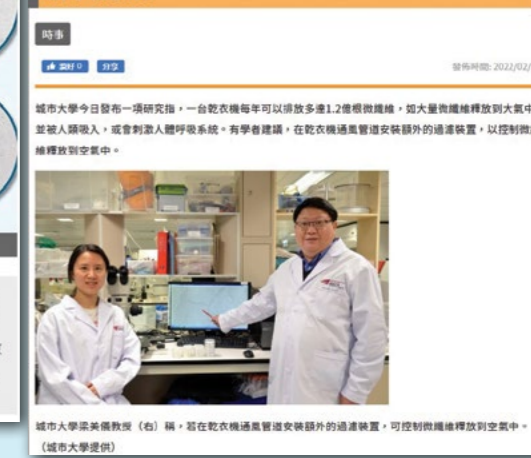 時事
讚好 0 分享
發佈時間: 2022/02/
城市大學今日發布一項研究指，一台乾衣機每年可以排放多達1.2億根微纖維，如大量微纖維釋放到大氣中
並被人類吸入，或會刺激人體呼吸系統。有學者建議，在乾衣機通風管道安裝額外的過濾裝置，以控制微
維釋放到空氣中。
城市大學梁美儀教授（右）稱，若在乾衣機通風管道安裝額外的過濾裝置，可控制微纖維釋放到空氣中。
（城市大學提供）